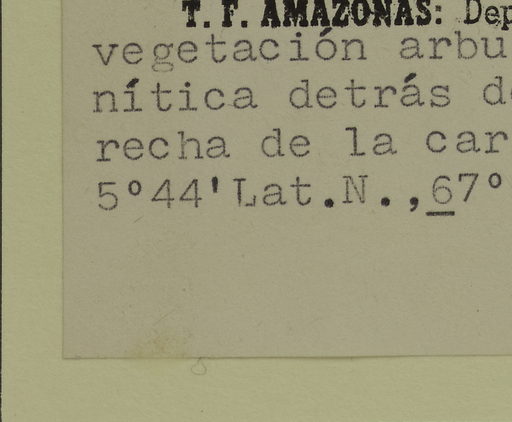 T. F. AMAZONAS: Dep
vegetación arbu
nítica detrás d
recha de la car
5°44'Lat.N.,67°